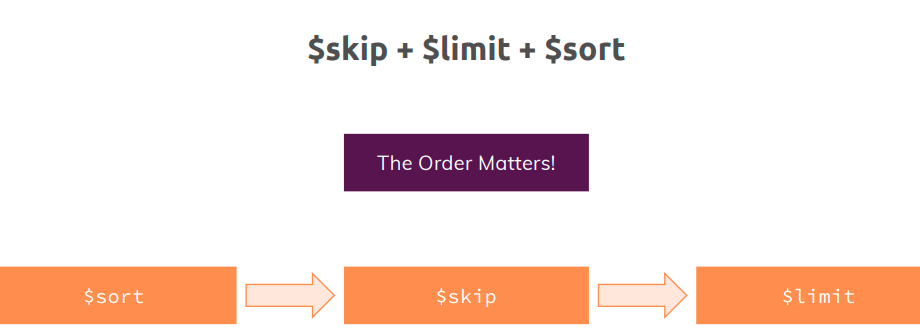 $skip + $limit + $sort
The Order Matters!
$sort
$skip
$limit